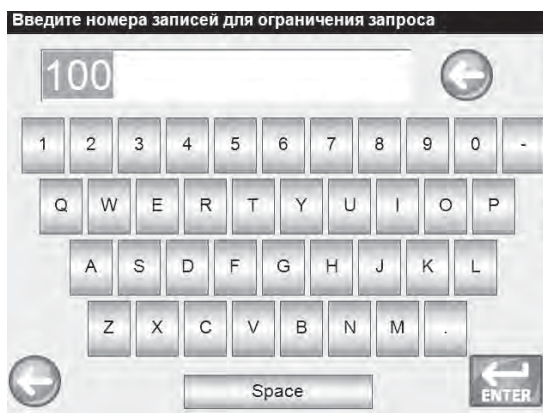 Введите номера записей для ограничения запроса
100
1 2 3 4 5 6 7 8 9 0 -
Q W E R T Y U I O P
A S D F G H J K L
Z X C V B N M .
Space
ENTER